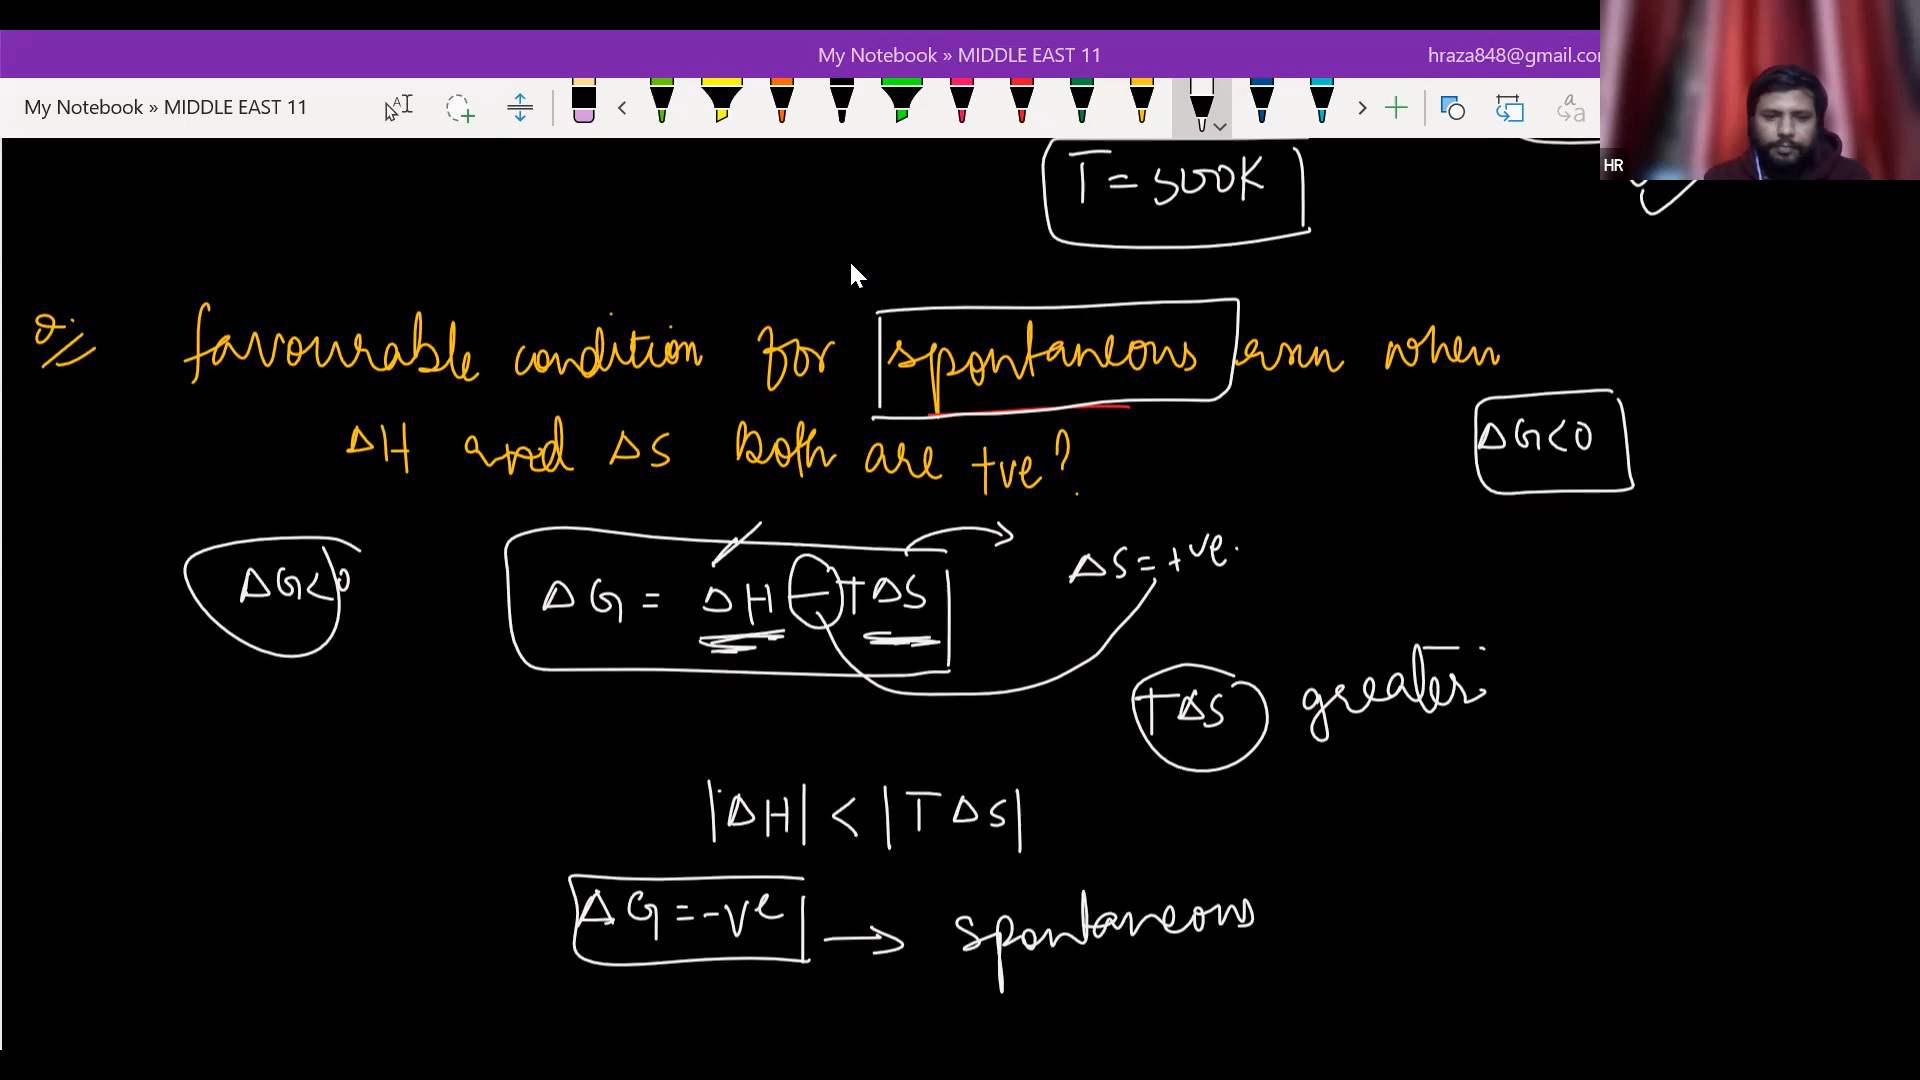 My Notebook » MIDDLE EAST 11
hraza848@gmail.co
My Notebook » MIDDLE EAST 11
HR
T = 500K
Q:
favourable condition for spontaneous rxn when
ΔH and ΔS both are +ve?
ΔG<0
ΔG<0
ΔG = ΔH - TΔS
ΔS = +ve.
TΔS greater
|ΔH| < |TΔS|
ΔG = -ve → spontaneous